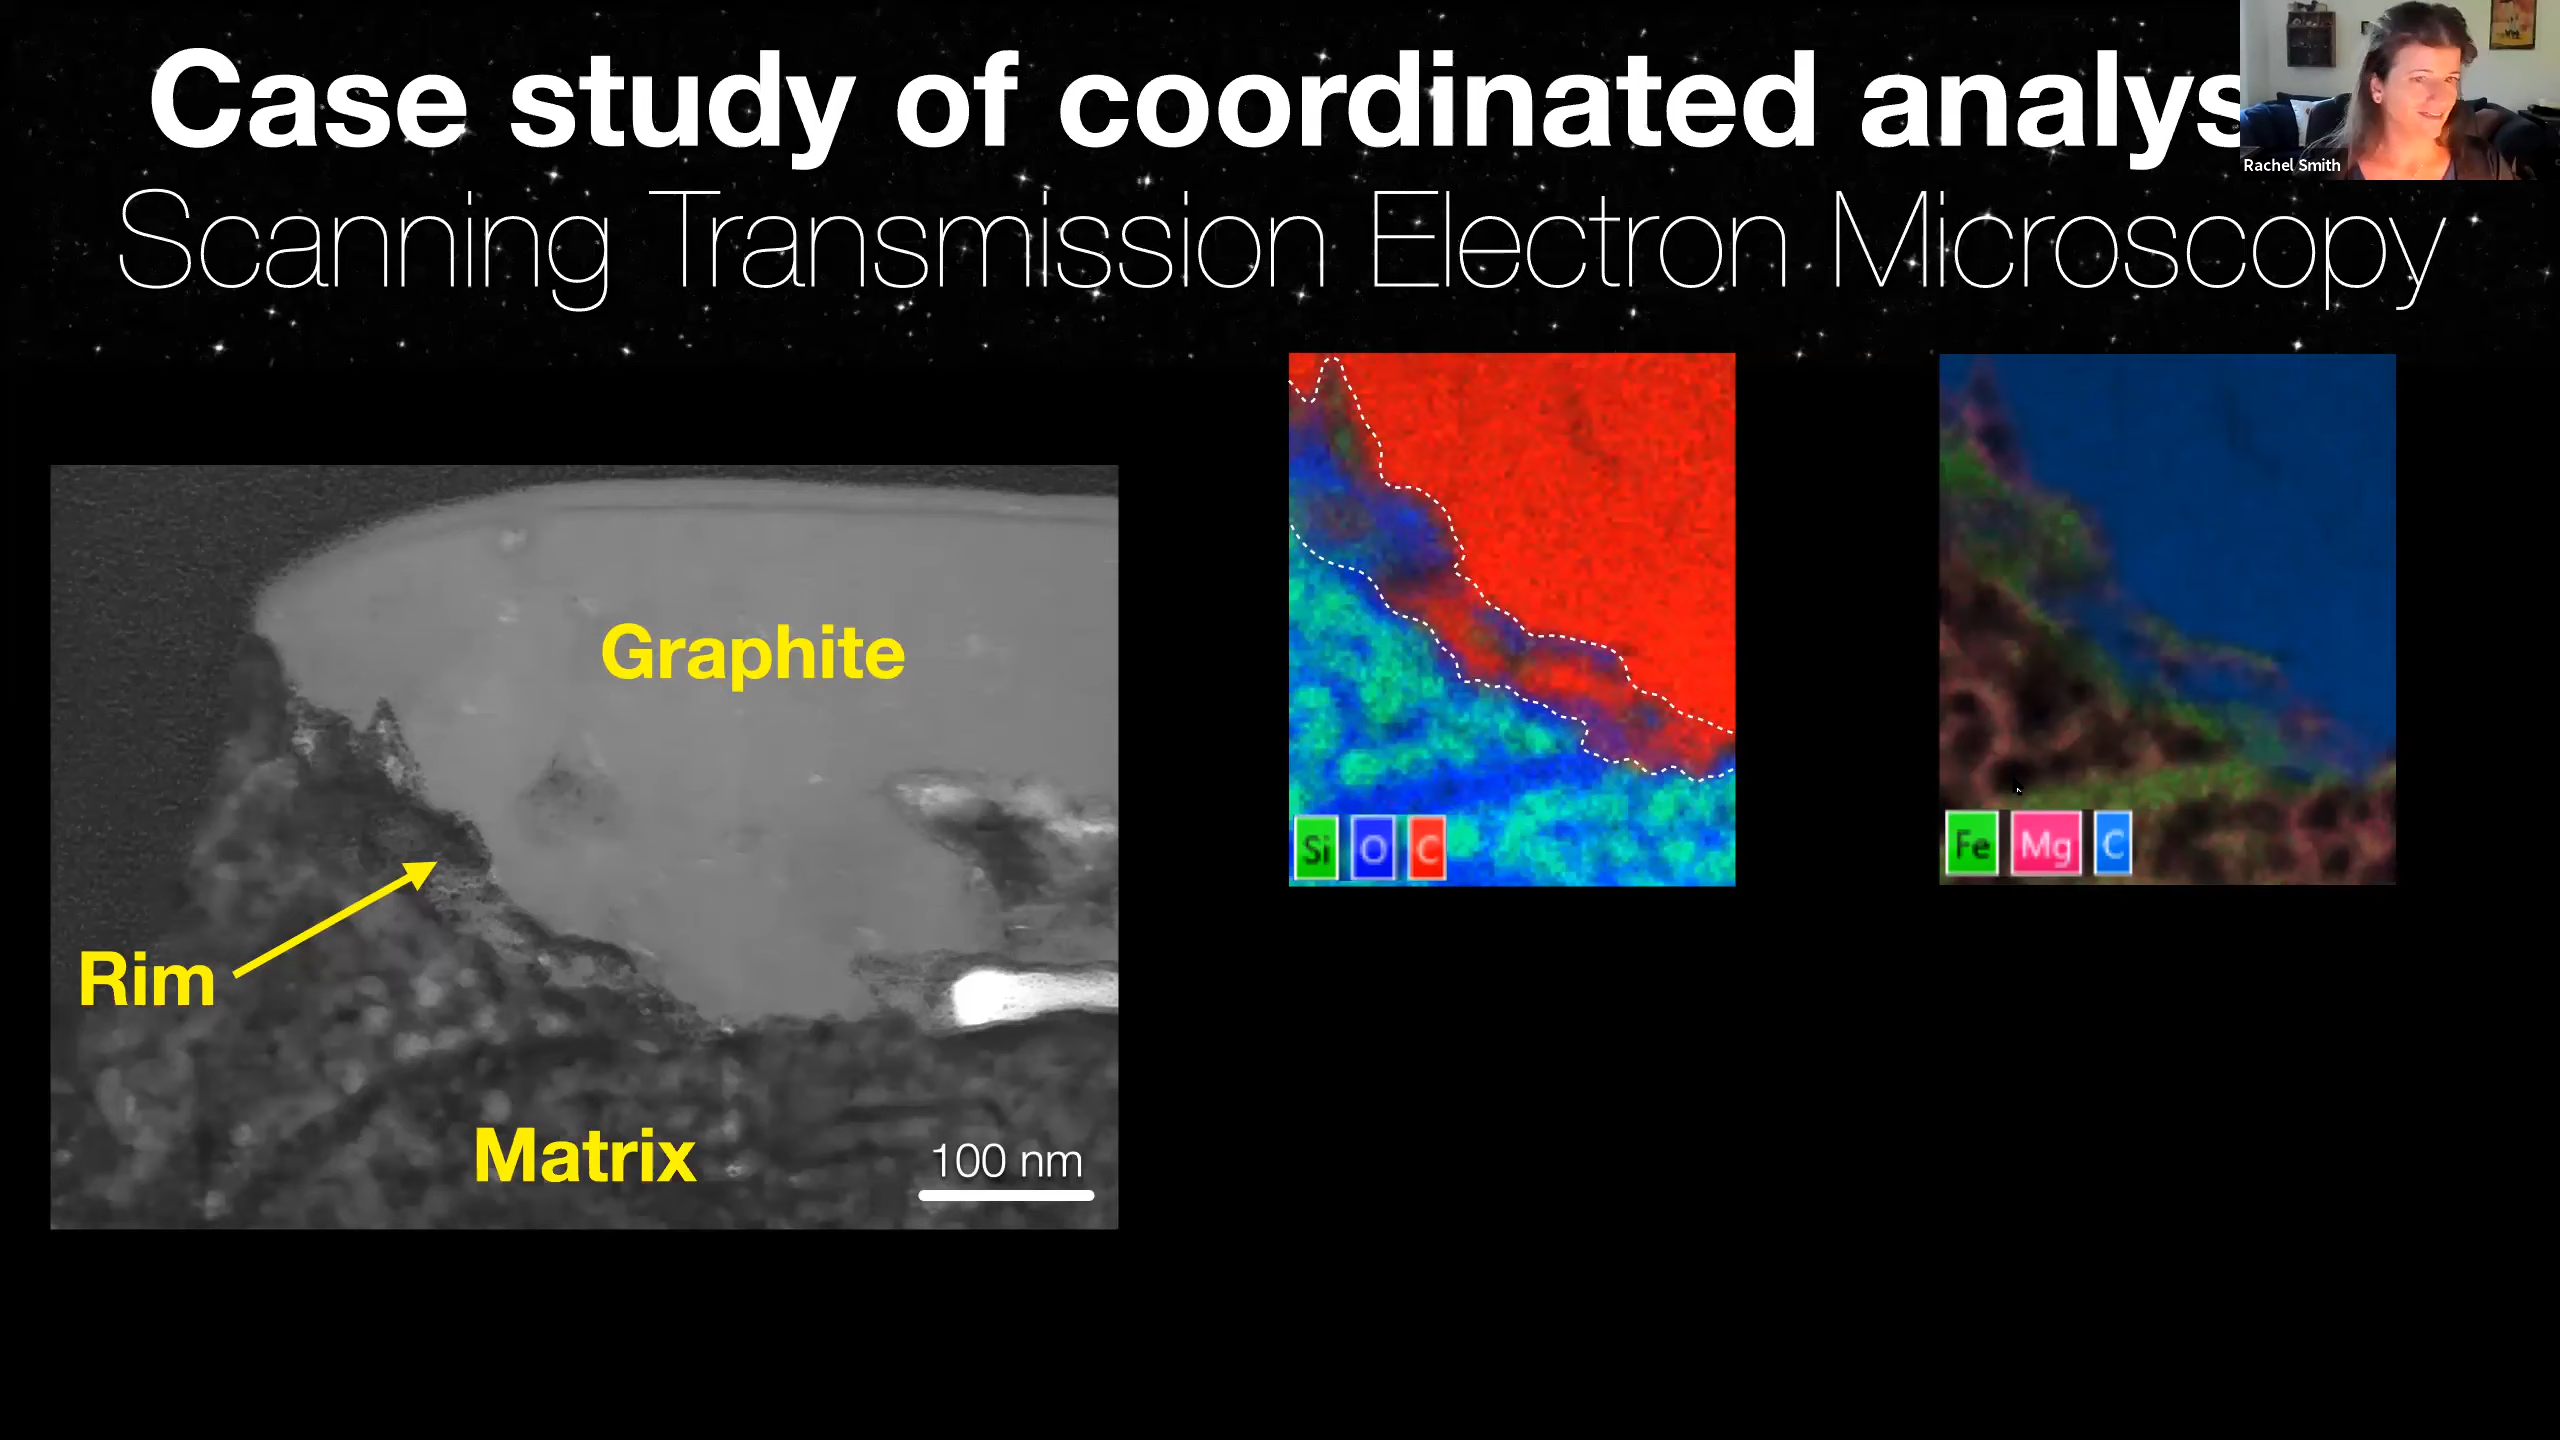 Case study of coordinated analys
Rachel Smith
Scanning Transmission Electron Microscopy
Graphite
Rim
Matrix
100 nm
Si O C
Fe Mg C